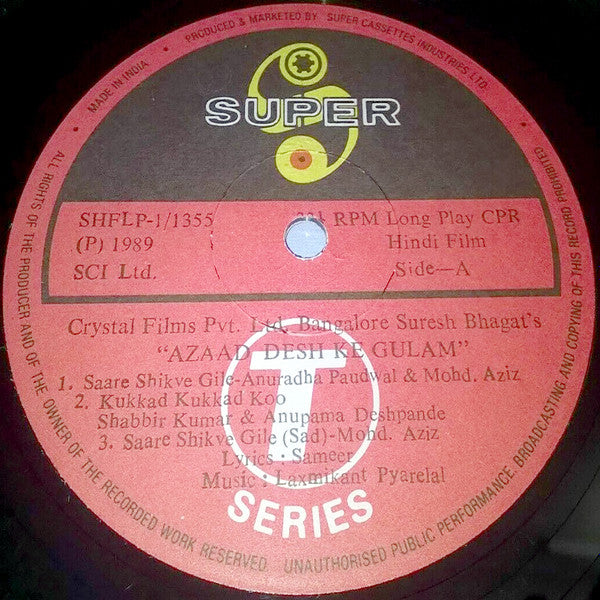 PRODUCED & MARKETED BY SUPER CASSETTES INDUSTRIES LTD.
MADE IN INDIA
SUPER
SHFLP-1/1355
(P) 1989
SCI Ltd.
RPM Long Play CPR
Hindi Film
Side—A
Crystal Films Pvt. Ltd. Bangalore Suresh Bhagat's
"AZAAD DESH KE GULAM"
1. Saare Shikve Gile-Anuradha Paudwal & Mohd. Aziz
2. Kukkad Kukkad Koo
Shabbir Kumar & Anupama Deshpande
3. Saare Shikve Gile (Sad)-Mohd. Aziz
Lyrics : Sameer
Music : Laxmikant Pyarelal
T
SERIES
ALL RIGHTS OF THE PRODUCER AND OF THE OWNER OF THE RECORDED WORK RESERVED. UNAUTHORISED PUBLIC PERFORMANCE, BROADCASTING AND COPYING OF THIS RECORD PROHIBITED